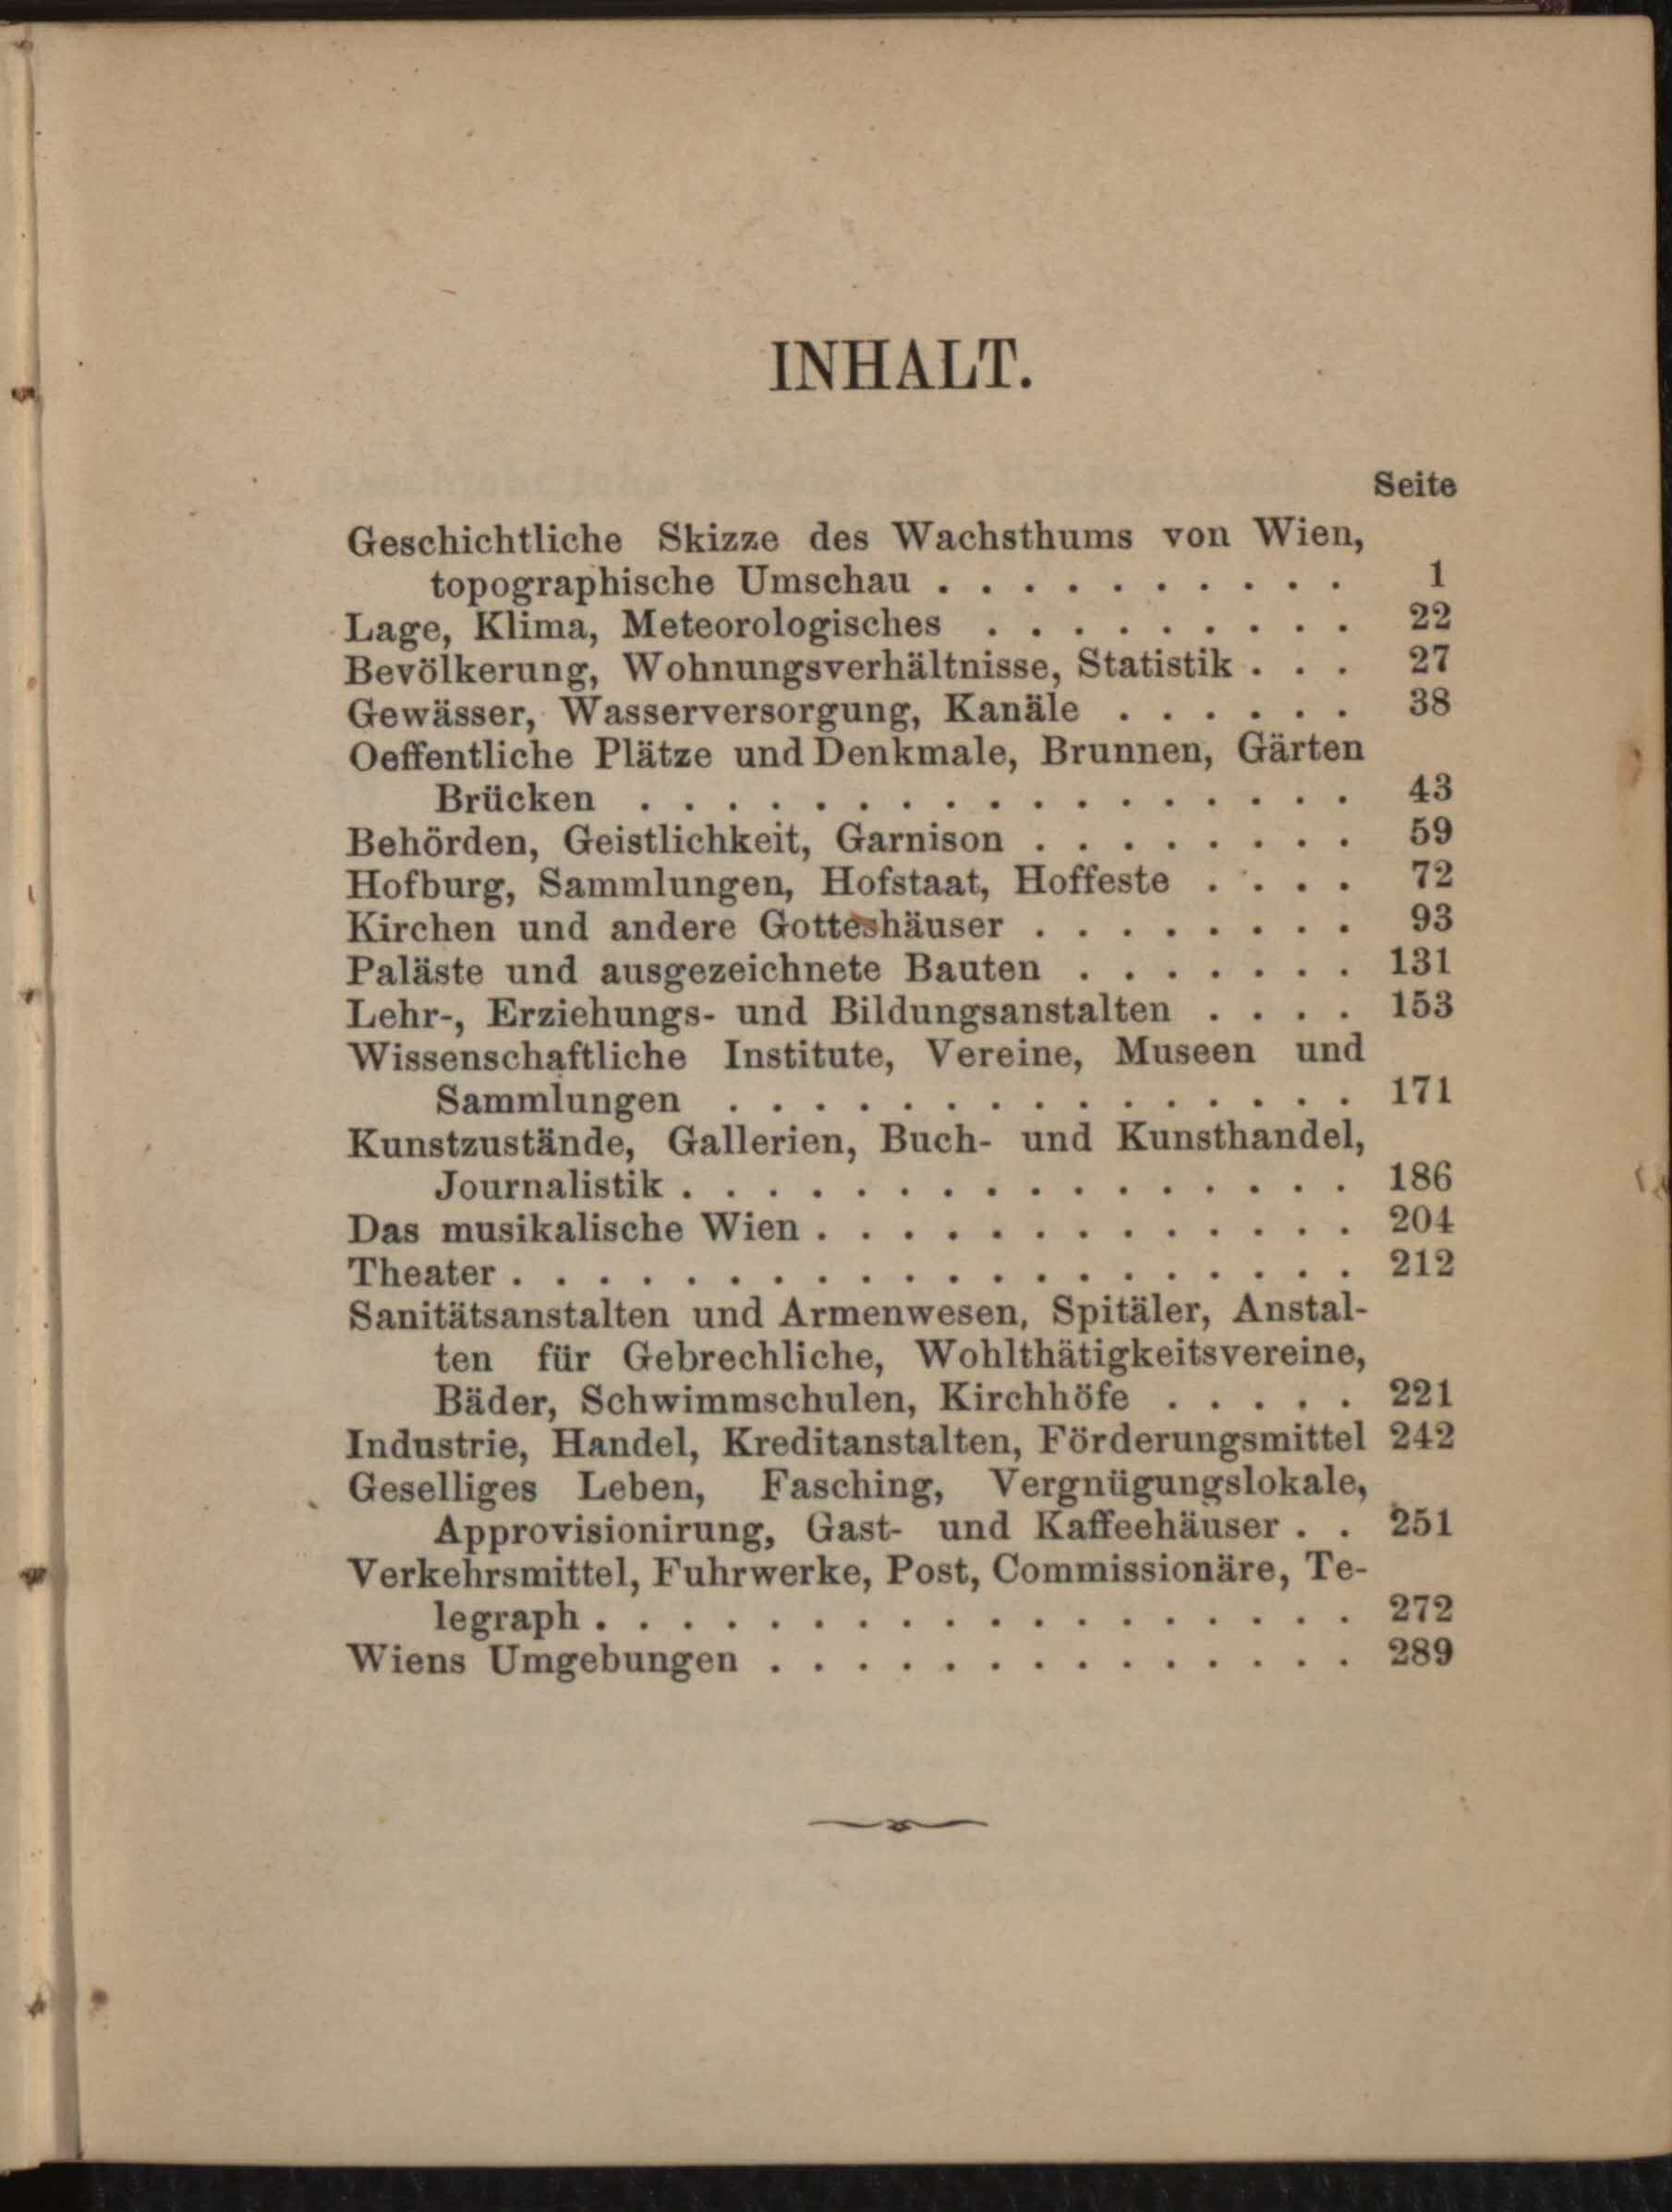 INHALT.
Seite
Geschichtliche Skizze des Wachsthums von Wien,
topographische Umschau . . . . . . . . . . 1
Lage, Klima, Meteorologisches . . . . . . . . . 22
Bevölkerung, Wohnungsverhältnisse, Statistik . . . 27
Gewässer, Wasserversorgung, Kanäle . . . . . . 38
Oeffentliche Plätze und Denkmale, Brunnen, Gärten
Brücken . . . . . . . . . . . . . . . . . 43
Behörden, Geistlichkeit, Garnison . . . . . . . . 59
Hofburg, Sammlungen, Hofstaat, Hoffeste . . . . 72
Kirchen und andere Gotteshäuser . . . . . . . . 93
Paläste und ausgezeichnete Bauten . . . . . . . 131
Lehr-, Erziehungs- und Bildungsanstalten . . . . 153
Wissenschaftliche Institute, Vereine, Museen und
Sammlungen . . . . . . . . . . . . . . . 171
Kunstzustände, Gallerien, Buch- und Kunsthandel,
Journalistik . . . . . . . . . . . . . . . . 186
Das musikalische Wien . . . . . . . . . . . . . 204
Theater . . . . . . . . . . . . . . . . . . . . 212
Sanitätsanstalten und Armenwesen, Spitäler, Anstal-
ten für Gebrechliche, Wohlthätigkeitsvereine,
Bäder, Schwimmschulen, Kirchhöfe . . . . . 221
Industrie, Handel, Kreditanstalten, Förderungsmittel 242
Geselliges Leben, Fasching, Vergnügungslokale,
Approvisionirung, Gast- und Kaffeehäuser . . 251
Verkehrsmittel, Fuhrwerke, Post, Commissionäre, Te-
legraph . . . . . . . . . . . . . . . . . . 272
Wiens Umgebungen . . . . . . . . . . . . . . 289